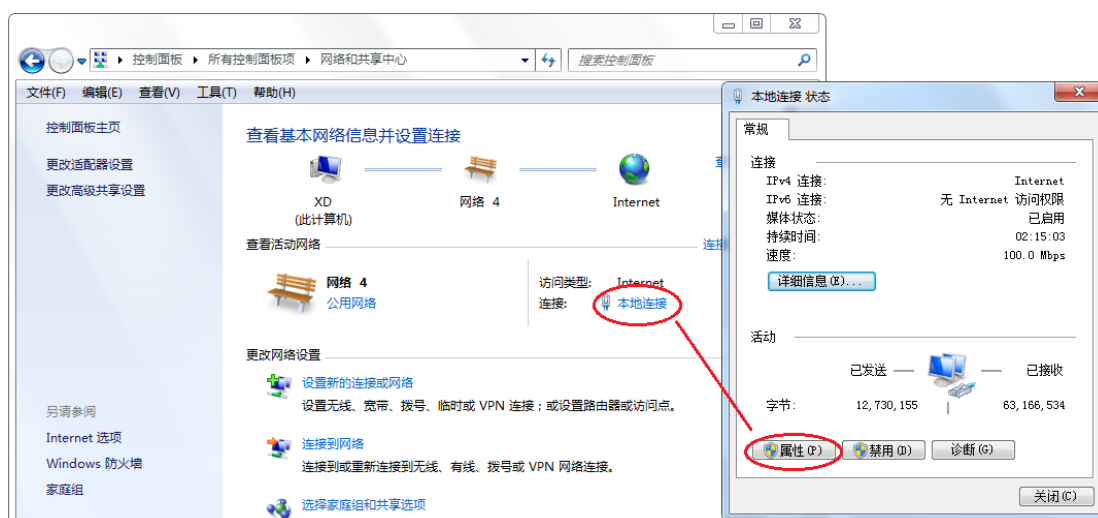 控制面板 所有控制面板项 网络和共享中心 搜索控制面板
文件(F) 编辑(E) 查看(V) 工具(T) 帮助(H)
控制面板主页
更改适配器设置
更改高级共享设置
另请参阅
Internet 选项
Windows 防火墙
家庭组
查看基本网络信息并设置连接
XD 网络 4 Internet
(此计算机)
查看活动网络
网络 4
公用网络
访问类型: Internet
连接: 本地连接
更改网络设置
设置新的连接或网络
设置无线、宽带、拨号、临时或 VPN 连接；或设置路由器或访问点。
连接到网络
连接到或重新连接到无线、有线、拨号或 VPN 网络连接。
选择家庭组和共享选项
本地连接 状态
常规
连接
IPv4 连接: Internet
IPv6 连接: 无 Internet 访问权限
媒体状态: 已启用
持续时间: 02:15:03
速度: 100.0 Mbps
详细信息(E)...
活动
已发送 — — 已接收
字节: 12,730,155 | 63,166,534
属性(P) 禁用(D) 诊断(G)
关闭(C)